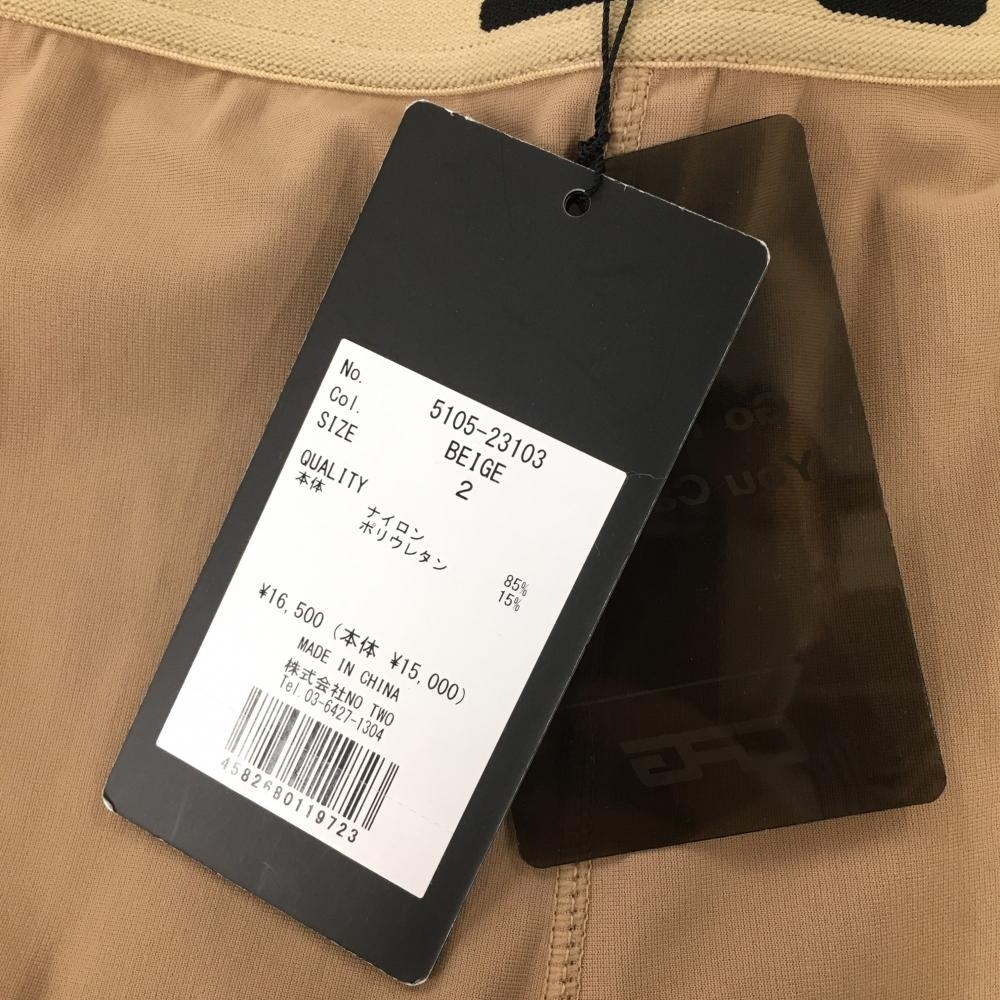 No. 5105-23103
Col. BEIGE
SIZE 2
QUALITY
本体
ナイロン 85%
ポリウレタン 15%
¥16,500 (本体 ¥15,000)
MADE IN CHINA
株式会社NO TWO
Tel.03-6427-1304
4582680119723
You